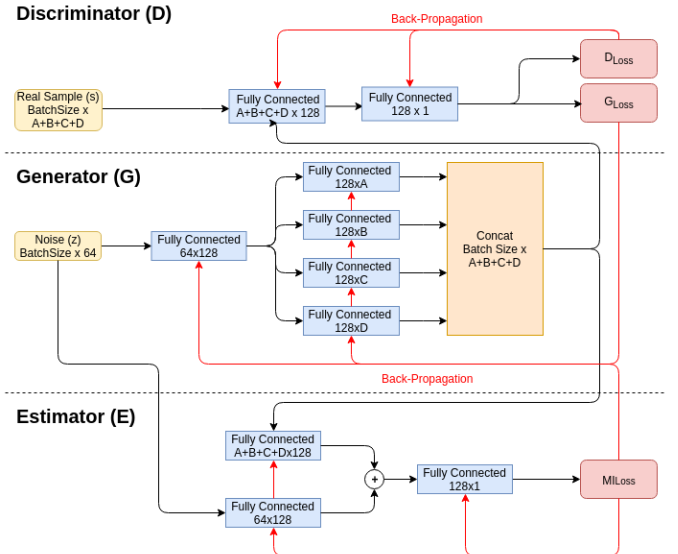 Discriminator (D)
Back-Propagation
D Loss
Real Sample (s)
BatchSize x
A+B+C+D
Fully Connected
A+B+C+D x 128
Fully Connected
128 x 1
G Loss
Generator (G)
Fully Connected
128xA
Fully Connected
128xB
Noise (z)
BatchSize x 64
Fully Connected
64x128
Concat
Batch Size x
A+B+C+D
Fully Connected
128xC
Fully Connected
128xD
Back-Propagation
Estimator (E)
Fully Connected
A+B+C+Dx128
+
Fully Connected
128x1
MILoss
Fully Connected
64x128